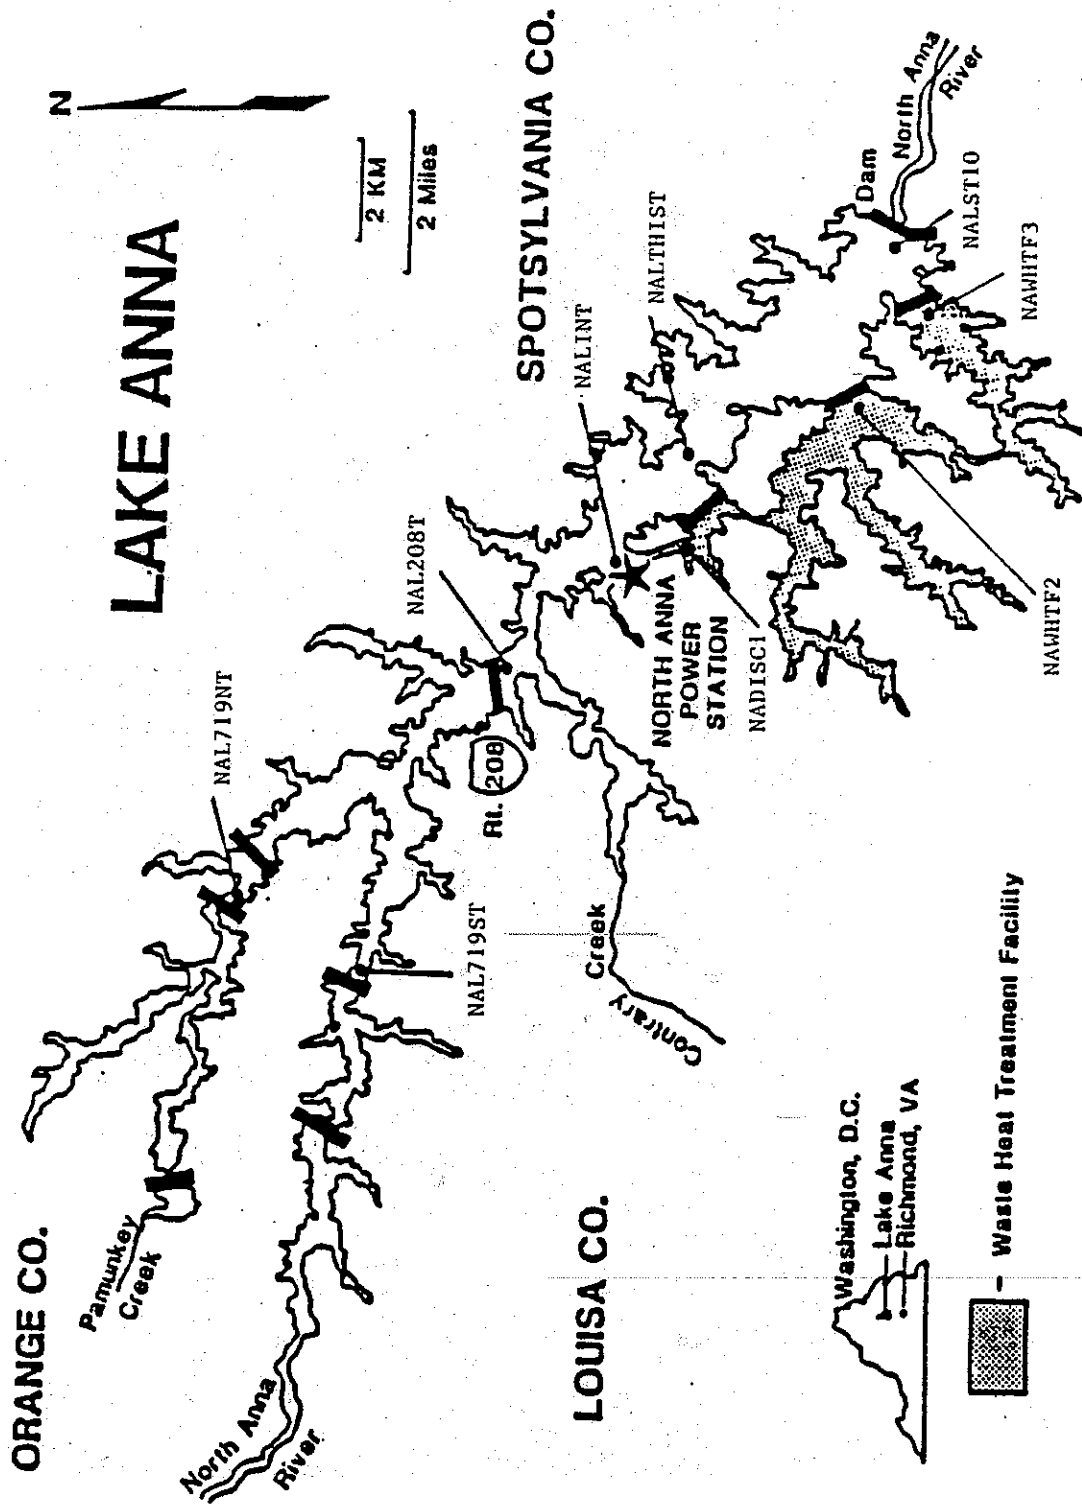 LAKE ANNA
N
2 KM
2 Miles
ORANGE CO.
Pamunkey
Creek
North Anna
River
NAL719NT
NAL719ST
NAL208T
Rt. 208
SPOTSYLVANIA CO.
NALINT
NALTHIST
Dam
North Anna
River
NALST10
NAWHTF3
NAWHTF2
NORTH ANNA
POWER
STATION
NADISC1
Contrary Creek
LOUISA CO.
Washington, D.C.
Lake Anna
Richmond, VA
- Waste Heat Treatment Facility